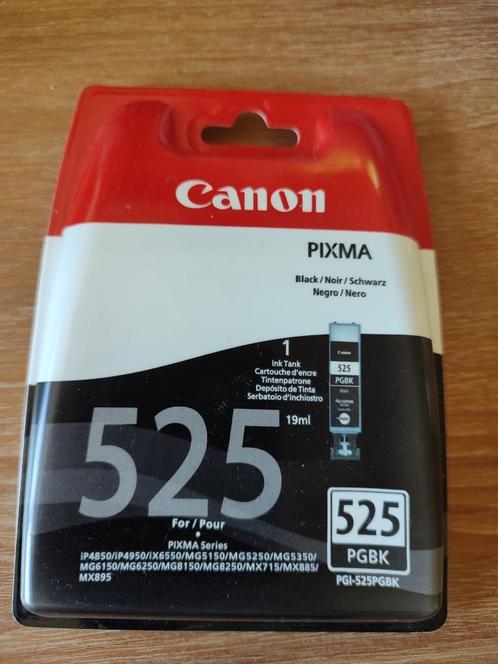 Canon
PIXMA
Black / Noir / Schwarz
Negro / Nero
1
Ink Tank
Cartouche d'encre
Tintenpatrone
Depósito de Tinta
Serbatoio d'inchiostro
19ml
Canon
525
PGBK
Black
525
For / Pour
PIXMA Series
iP4850/iP4950/iX6550/MG5150/MG5250/MG5350/
MG6150/MG6250/MG8150/MG8250/MX715/MX885/
MX895
525
PGBK
PGI-525PGBK